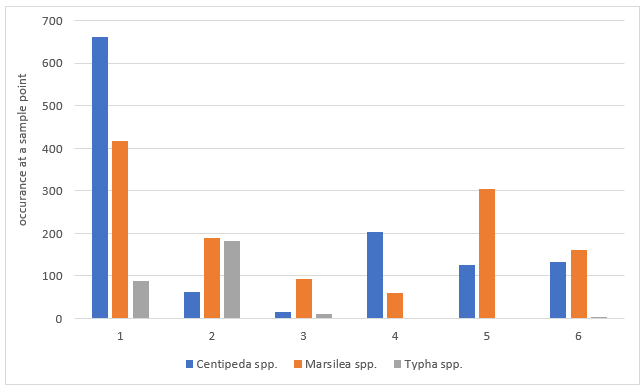 700
600
500
400
300
200
100
0
occurance at a sample point
1 2 3 4 5 6
Centipeda spp. Marsilea spp. Typha spp.